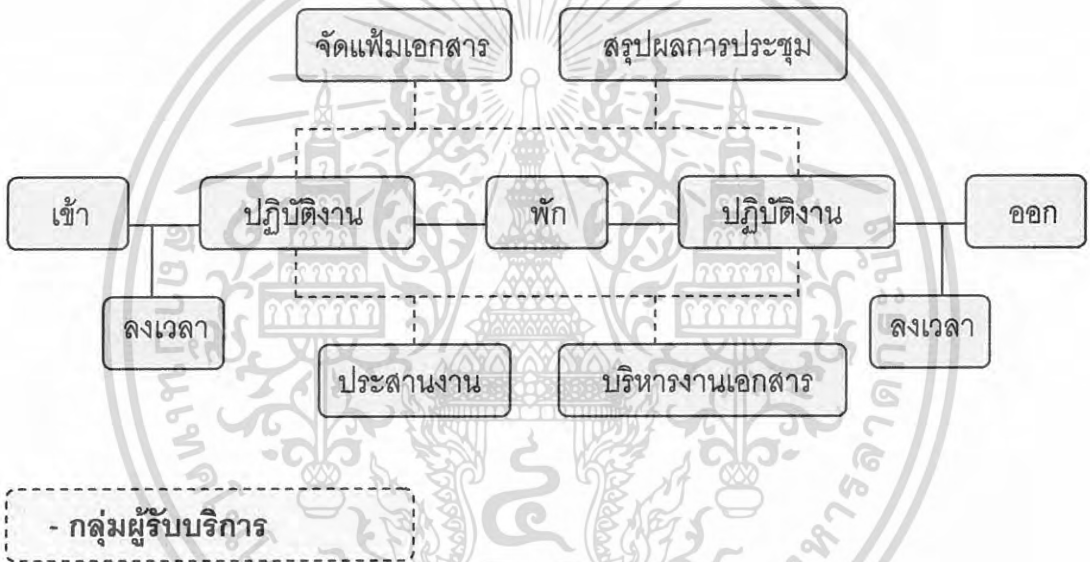 จัดแฟ้มเอกสาร สรุปผลการประชุม
เข้า ปฏิบัติงาน พัก ปฏิบัติงาน ออก
ลงเวลา ลงเวลา
ประสานงาน บริหารงานเอกสาร
- กลุ่มผู้รับบริการ